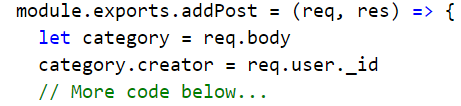 module.exports.addPost = (req, res) => {
  let category = req.body
  category.creator = req.user._id
  // More code below...